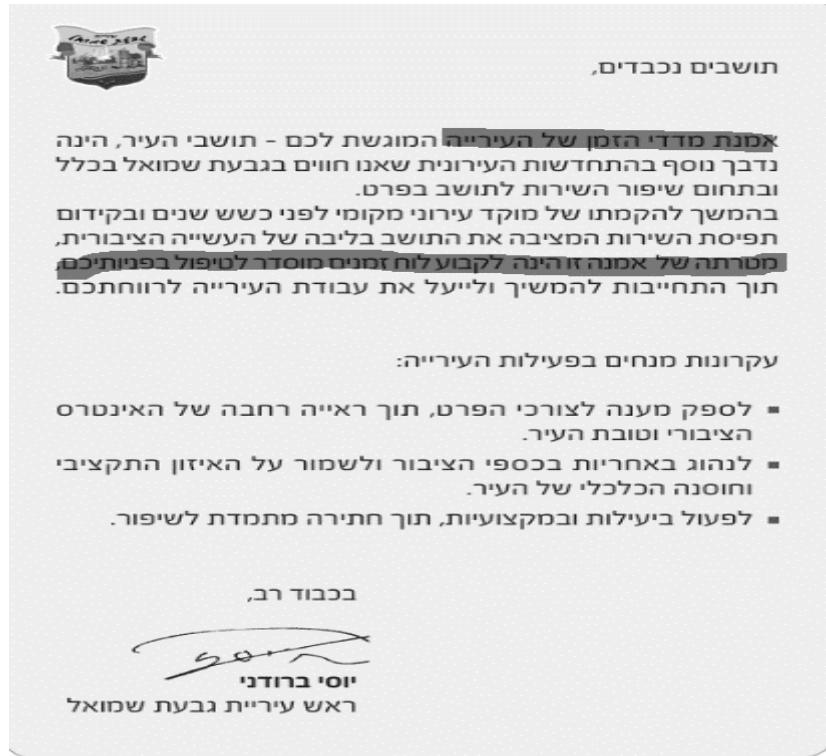 תושבים נכבדים,
אמנת מדדי הזמן של העירייה המוגשת לכם - תושבי העיר, הינה
נדבך נוסף בהתחדשות העירונית שאנו חווים בגבעת שמואל בכלל
ובתחום שיפור השירות לתושב בפרט.
בהמשך להקמתו של מוקד עירוני מקומי לפני כשש שנים ובקידום
תפיסת השירות המציבה את התושב בליבה של העשייה הציבורית,
מטרתה של אמנה זו הינה לקבוע לוח זמנים מוסדר לטיפול בפניותיכם,
תוך התחייבות להמשיך ולייעל את עבודת העירייה לרווחתכם.
עקרונות מנחים בפעילות העירייה:
▪ לספק מענה לצורכי הפרט, תוך ראייה רחבה של האינטרס
הציבורי וטובת העיר.
▪ לנהוג באחריות בכספי הציבור ולשמור על האיזון התקציבי
וחוסנה הכלכלי של העיר.
▪ לפעול ביעילות ובמקצועיות, תוך חתירה מתמדת לשיפור.
בכבוד רב,
יוסי ברודני
ראש עיריית גבעת שמואל